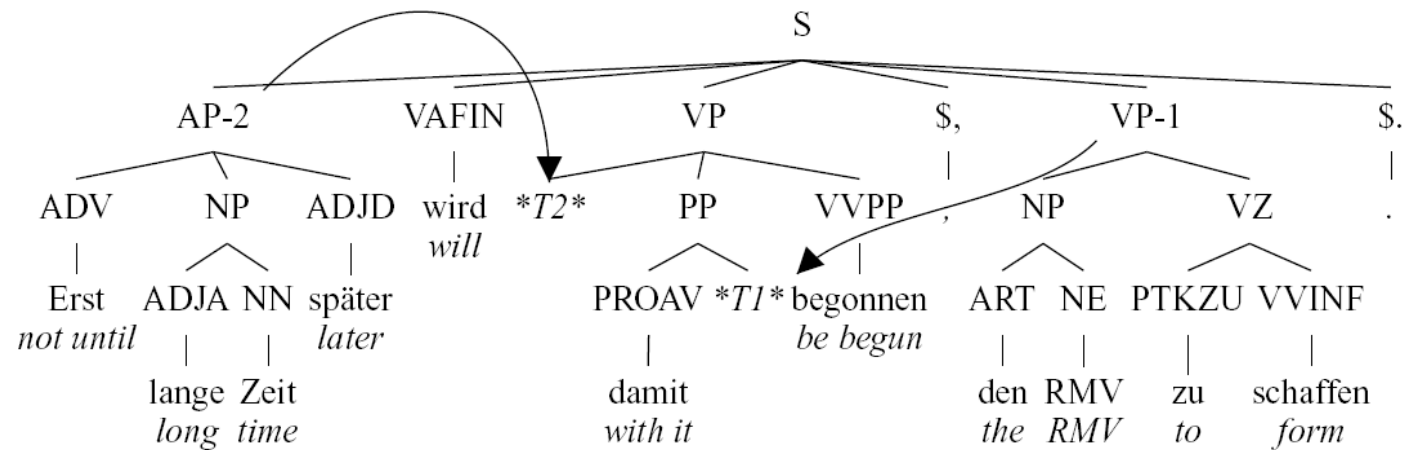 S
AP-2 VAFIN VP $, VP-1 $.
ADV NP ADJD wird *T2* PP VVPP , NP VZ .
will
Erst ADJA NN später PROAV *T1* begonnen ART NE PTKZU VVINF
not until later be begun
lange Zeit damit den RMV zu schaffen
long time with it the RMV to form